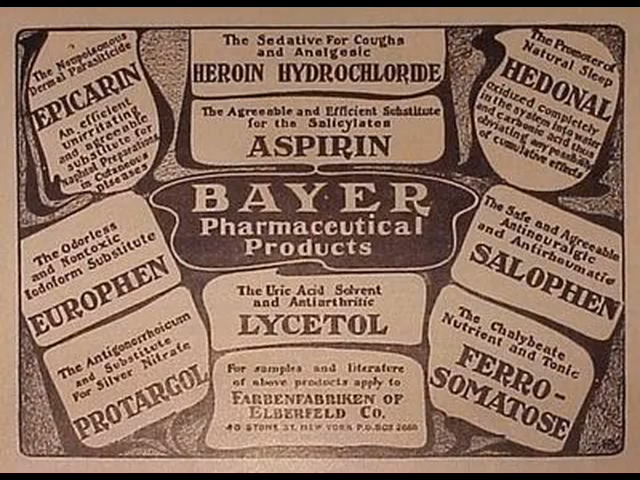 The Nonpoisonous
Dermal Parasiticide
EPICARIN
An efficient
unirritating
and agreeable
substitute for
Naphtol Preparations
in Cutaneous
Diseases
The Sedative For Coughs
and Analgesic
HEROIN HYDROCHLORIDE
The Agreeable and Efficient Substitute
for the Salicylates
ASPIRIN
The Promoter of
Natural Sleep
HEDONAL
oxidized completely
in the system into water
and carbonic acid thus
obviating any possibility
of cumulative effects
BAYER
Pharmaceutical
Products
The Odorless
and Nontoxic
Iodoform Substitute
EUROPHEN
The Safe and Agreeable
Antineuralgic
and Antirheumatic
SALOPHEN
The Uric Acid Solvent
and Antiarthritic
LYCETOL
The Antigonorrhoicum
and Substitute
For Silver Nitrate
PROTARGOL
For samples and literature
of above products apply to
FARBENFABRIKEN OF
ELBERFELD CO.
40 STONE ST. NEW YORK P.O. BOX 2660
The Chalybeate
Nutrient and Tonic
FERRO-
SOMATOSE